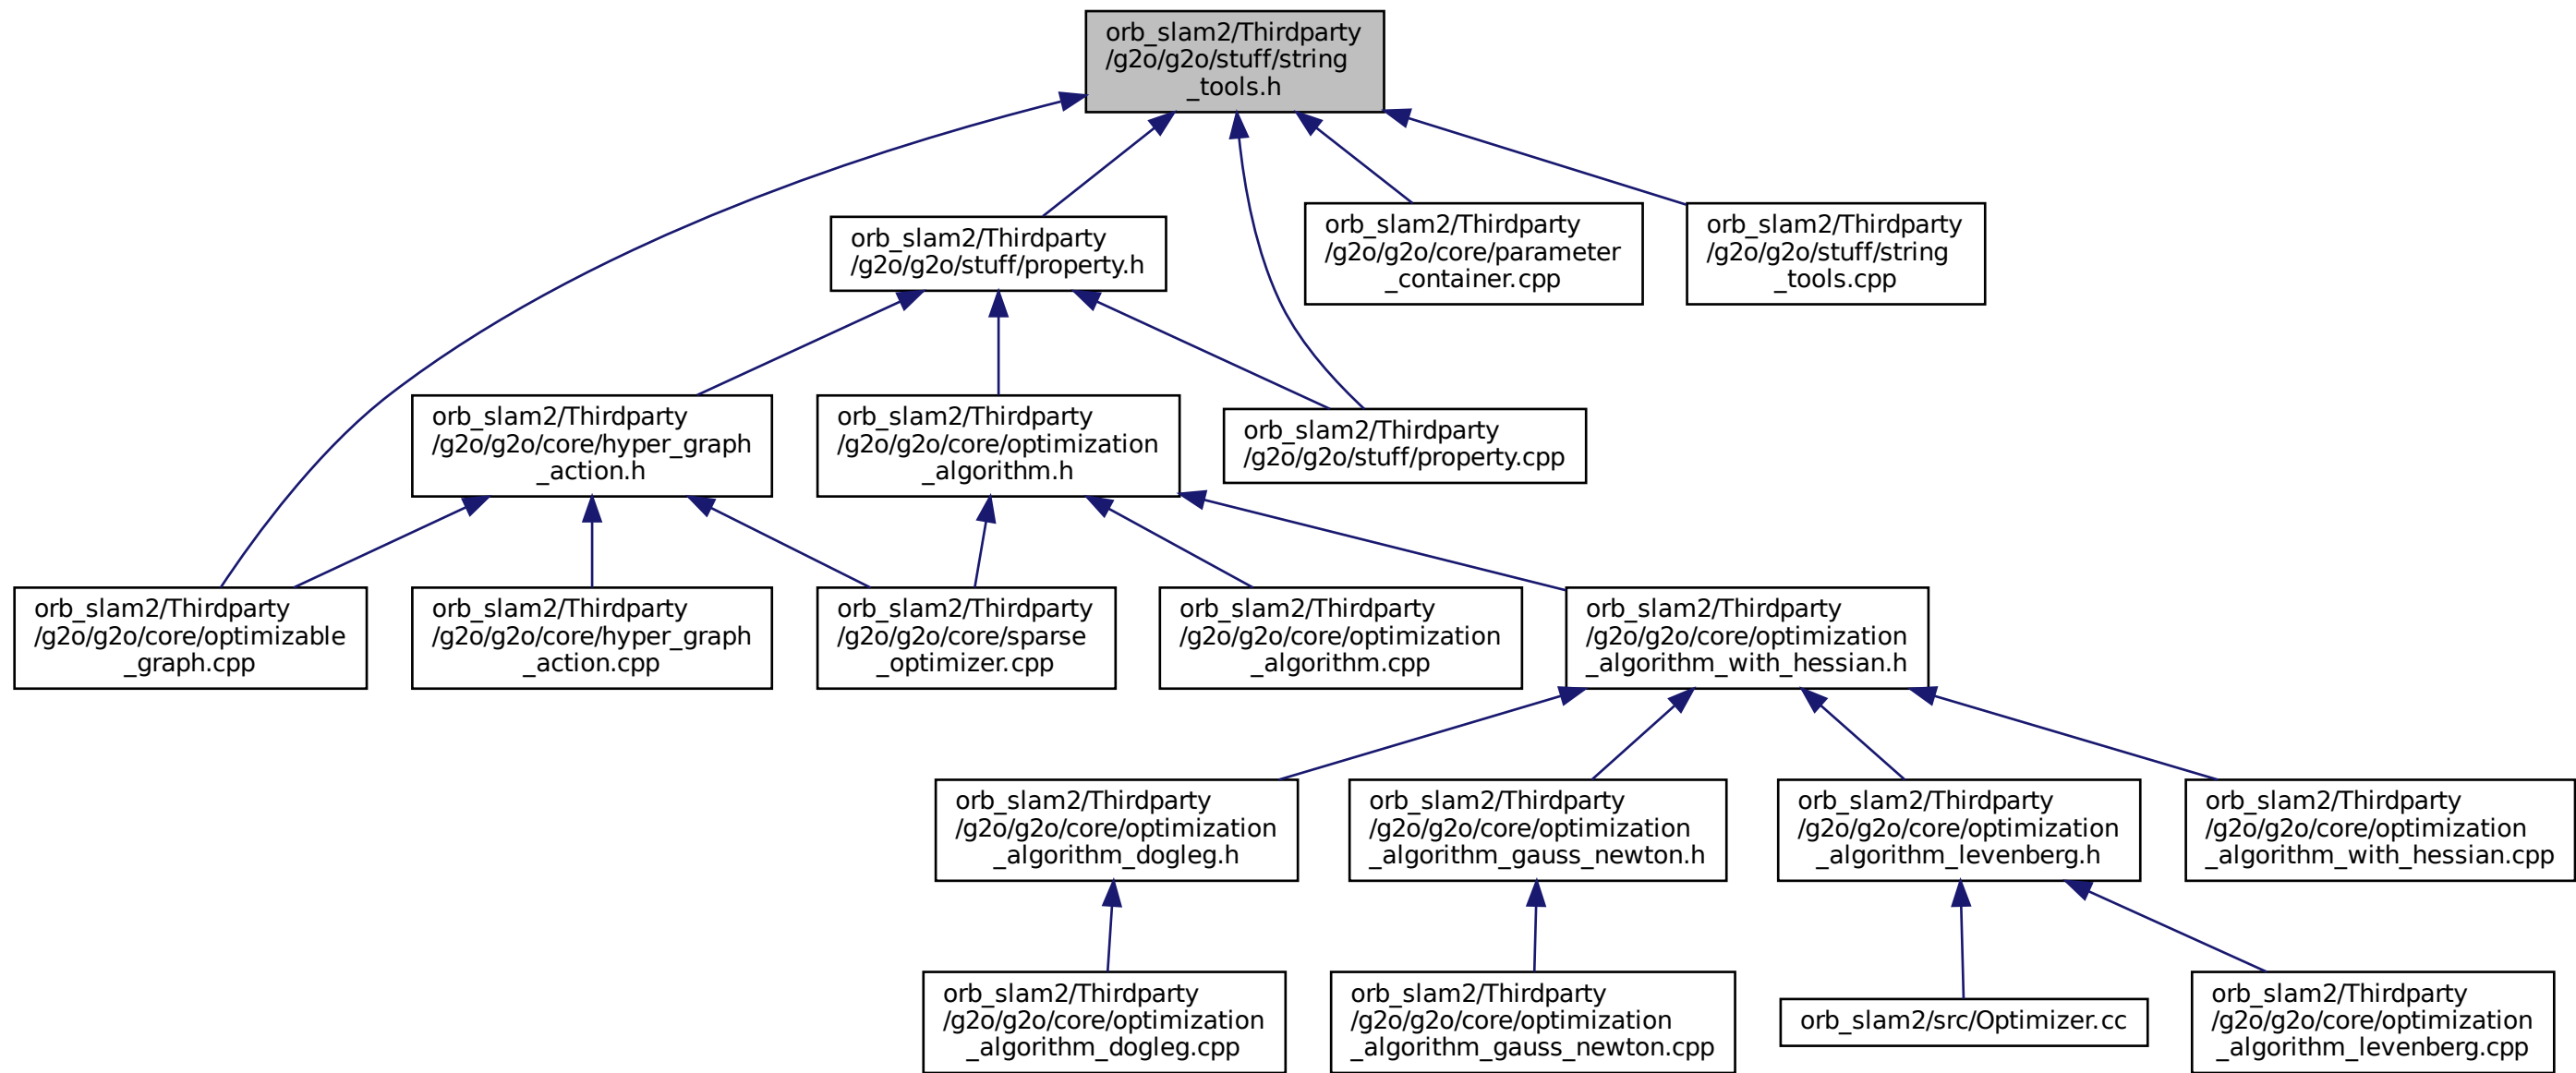 orb_slam2/Thirdparty
/g2o/g2o/stuff/string
_tools.h
orb_slam2/Thirdparty
/g2o/g2o/stuff/property.h
orb_slam2/Thirdparty
/g2o/g2o/core/parameter
_container.cpp
orb_slam2/Thirdparty
/g2o/g2o/stuff/string
_tools.cpp
orb_slam2/Thirdparty
/g2o/g2o/core/hyper_graph
_action.h
orb_slam2/Thirdparty
/g2o/g2o/core/optimization
_algorithm.h
orb_slam2/Thirdparty
/g2o/g2o/stuff/property.cpp
orb_slam2/Thirdparty
/g2o/g2o/core/optimizable
_graph.cpp
orb_slam2/Thirdparty
/g2o/g2o/core/hyper_graph
_action.cpp
orb_slam2/Thirdparty
/g2o/g2o/core/sparse
_optimizer.cpp
orb_slam2/Thirdparty
/g2o/g2o/core/optimization
_algorithm.cpp
orb_slam2/Thirdparty
/g2o/g2o/core/optimization
_algorithm_with_hessian.h
orb_slam2/Thirdparty
/g2o/g2o/core/optimization
_algorithm_dogleg.h
orb_slam2/Thirdparty
/g2o/g2o/core/optimization
_algorithm_gauss_newton.h
orb_slam2/Thirdparty
/g2o/g2o/core/optimization
_algorithm_levenberg.h
orb_slam2/Thirdparty
/g2o/g2o/core/optimization
_algorithm_with_hessian.cpp
orb_slam2/Thirdparty
/g2o/g2o/core/optimization
_algorithm_dogleg.cpp
orb_slam2/Thirdparty
/g2o/g2o/core/optimization
_algorithm_gauss_newton.cpp
orb_slam2/src/Optimizer.cc
orb_slam2/Thirdparty
/g2o/g2o/core/optimization
_algorithm_levenberg.cpp